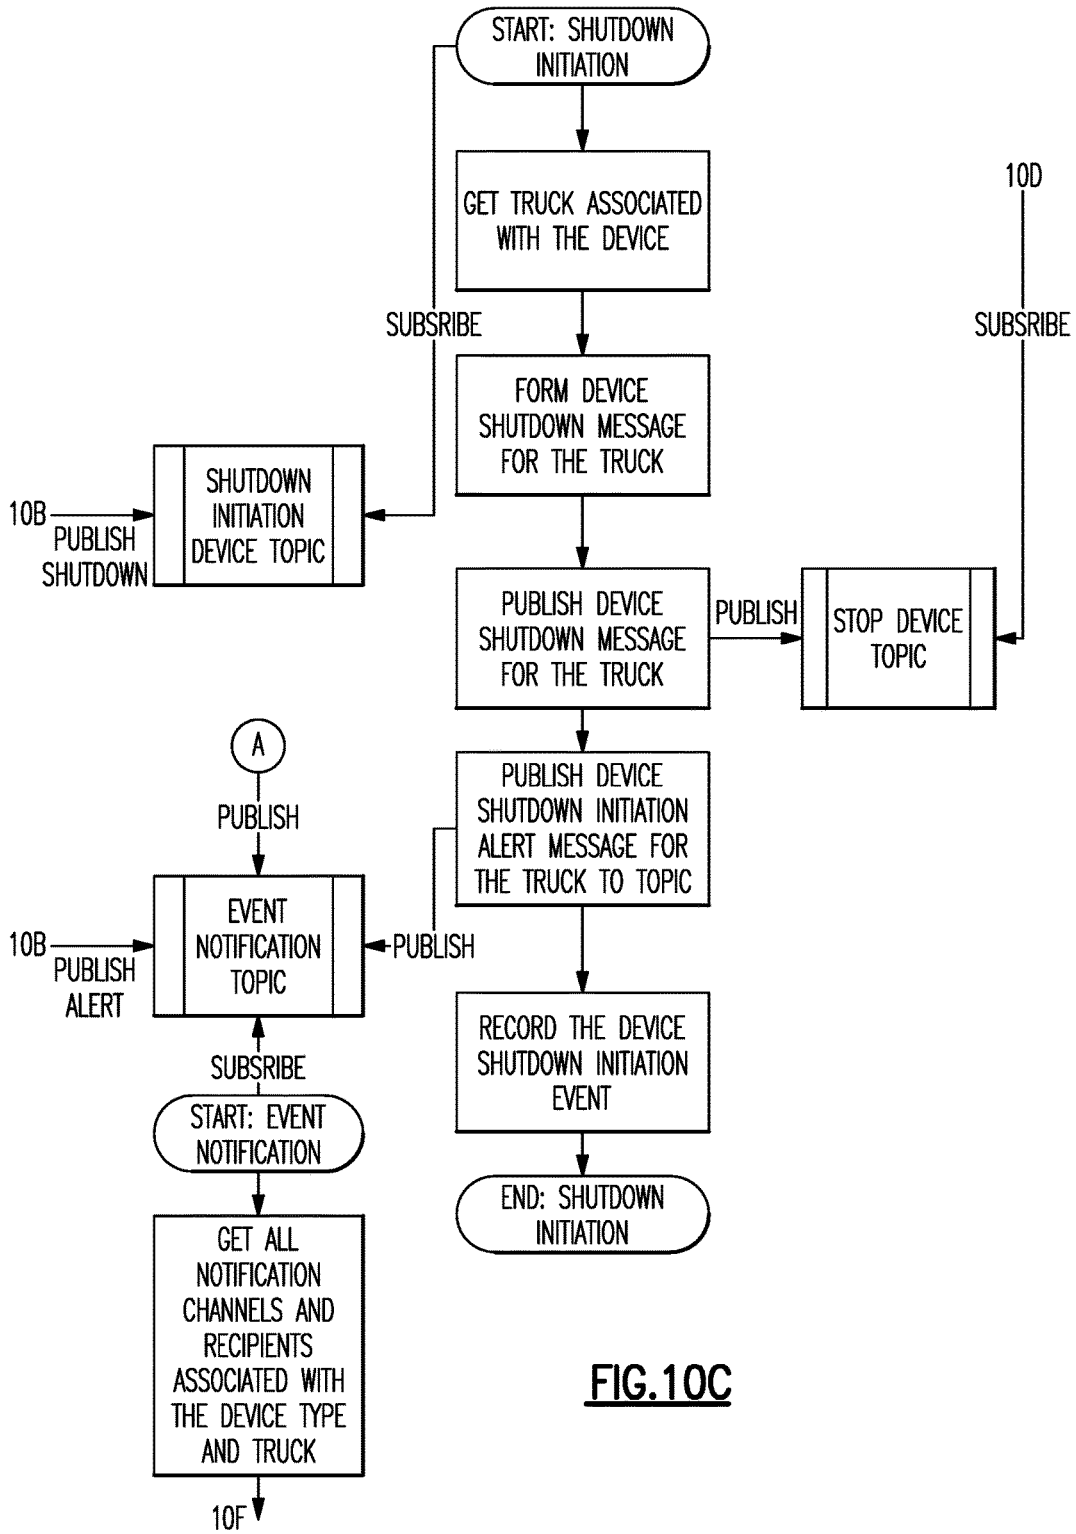 START: SHUTDOWN
INITIATION
GET TRUCK ASSOCIATED
WITH THE DEVICE
10D
SUBSRIBE
SUBSRIBE
FORM DEVICE
SHUTDOWN MESSAGE
FOR THE TRUCK
10B
PUBLISH
SHUTDOWN
SHUTDOWN
INITIATION
DEVICE TOPIC
PUBLISH DEVICE
SHUTDOWN MESSAGE
FOR THE TRUCK
PUBLISH
STOP DEVICE
TOPIC
A
PUBLISH
PUBLISH DEVICE
SHUTDOWN INITIATION
ALERT MESSAGE FOR
THE TRUCK TO TOPIC
10B
PUBLISH
ALERT
EVENT
NOTIFICATION
TOPIC
PUBLISH
SUBSRIBE
RECORD THE DEVICE
SHUTDOWN INITIATION
EVENT
START: EVENT
NOTIFICATION
END: SHUTDOWN
INITIATION
GET ALL
NOTIFICATION
CHANNELS AND
RECIPIENTS
ASSOCIATED WITH
THE DEVICE TYPE
AND TRUCK
10F
FIG.10C